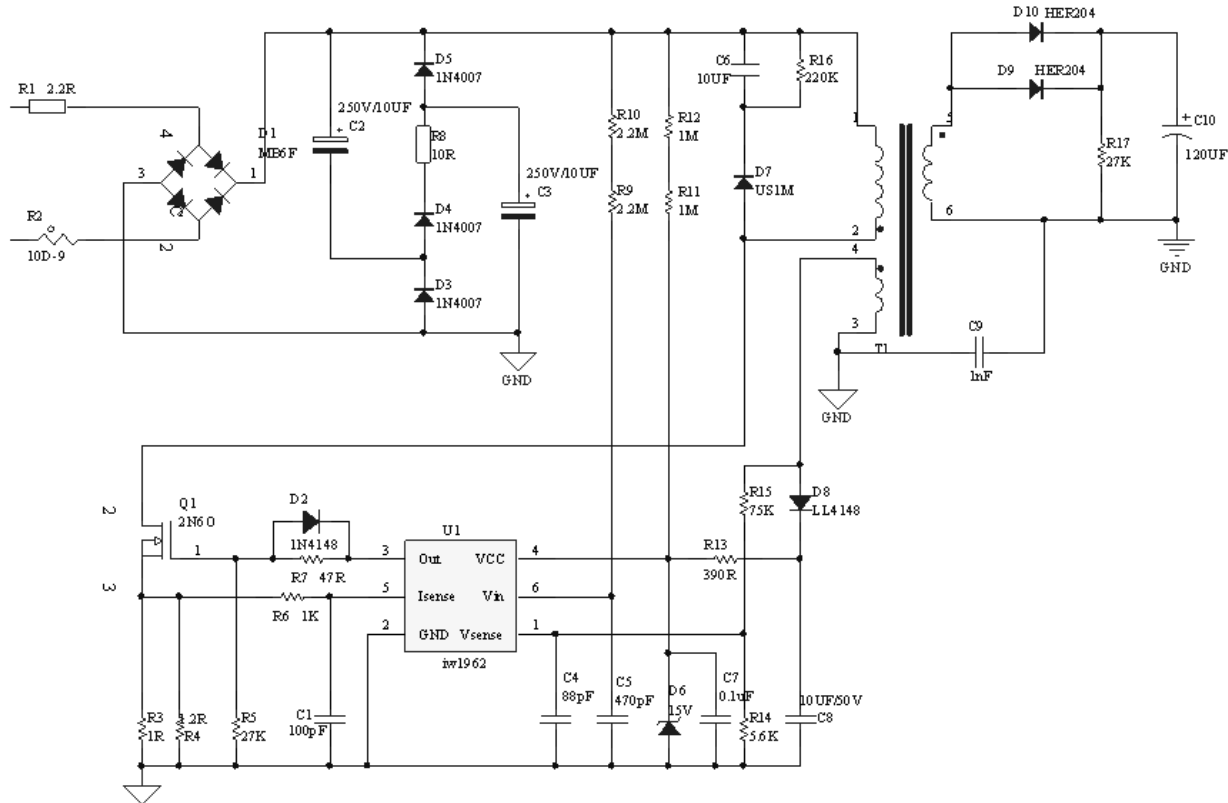 D10 HER204
D9 HER204
D5
1N4007
C6
10UF
R16
220K
R1 2.2R
250V/10UF
C2
R8
10R
R10
2.2M
R12
1M
1
5
C10
120UF
R17
27K
4
D1
MB6F
3
1
250V/10UF
C3
D7
US1M
R9
2.2M
R11
1M
R2
10D-9
2
D4
1N4007
2
4
6
GND
D3
1N4007
3
T1
C9
1nF
GND
GND
2
Q1
2N60
D2
1N4148
U1
R15
75K
D8
LL4148
1
R7 47R
3
Out
VCC
4
R13
390R
3
R6 1K
5
Isense
Vin
6
2
GND
Vsense
1
iw1962
C4
88pF
C5
470pF
D6
15V
C7
0.1uF
10UF/50V
C8
R3
1R
1.2R
R4
R5
27K
C1
100pF
R14
5.6K